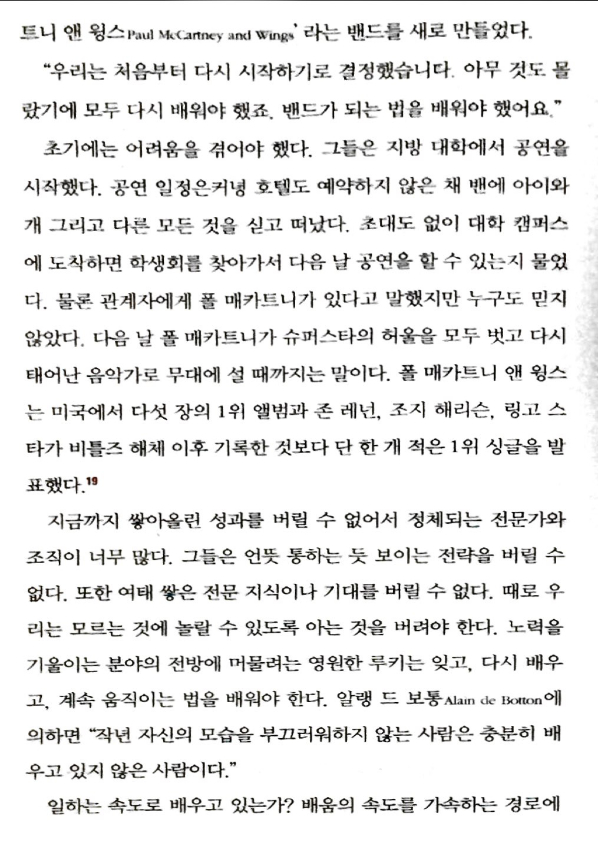 트니 앤 윙스Paul McCartney and Wings’라는 밴드를 새로 만들었다.
“우리는 처음부터 다시 시작하기로 결정했습니다. 아무 것도 몰
랐기에 모두 다시 배워야 했죠. 밴드가 되는 법을 배워야 했어요.”
초기에는 어려움을 겪어야 했다. 그들은 지방 대학에서 공연을
시작했다. 공연 일정은커녕 호텔도 예약하지 않은 채 밴에 아이와
개 그리고 다른 모든 것을 싣고 떠났다. 초대도 없이 대학 캠퍼스
에 도착하면 학생회를 찾아가서 다음 날 공연을 할 수 있는지 물었
다. 물론 관계자에게 폴 매카트니가 있다고 말했지만 누구도 믿지
않았다. 다음 날 폴 매카트니가 슈퍼스타의 허울을 모두 벗고 다시
태어난 음악가로 무대에 설 때까지는 말이다. 폴 매카트니 앤 윙스
는 미국에서 다섯 장의 1위 앨범과 존 레넌, 조지 해리슨, 링고 스
타가 비틀즈 해체 이후 기록한 것보다 단 한 개 적은 1위 싱글을 발
표했다.19
지금까지 쌓아올린 성과를 버릴 수 없어서 정체되는 전문가와
조직이 너무 많다. 그들은 언뜻 통하는 듯 보이는 전략을 버릴 수
없다. 또한 여태 쌓은 전문 지식이나 기대를 버릴 수 없다. 때로 우
리는 모르는 것에 놀랄 수 있도록 아는 것을 버려야 한다. 노력을
기울이는 분야의 전방에 머물려는 영원한 루키는 잊고, 다시 배우
고, 계속 움직이는 법을 배워야 한다. 알랭 드 보통Alain de Botton에
의하면 “작년 자신의 모습을 부끄러워하지 않는 사람은 충분히 배
우고 있지 않은 사람이다.”
일하는 속도로 배우고 있는가? 배움의 속도를 가속하는 경로에